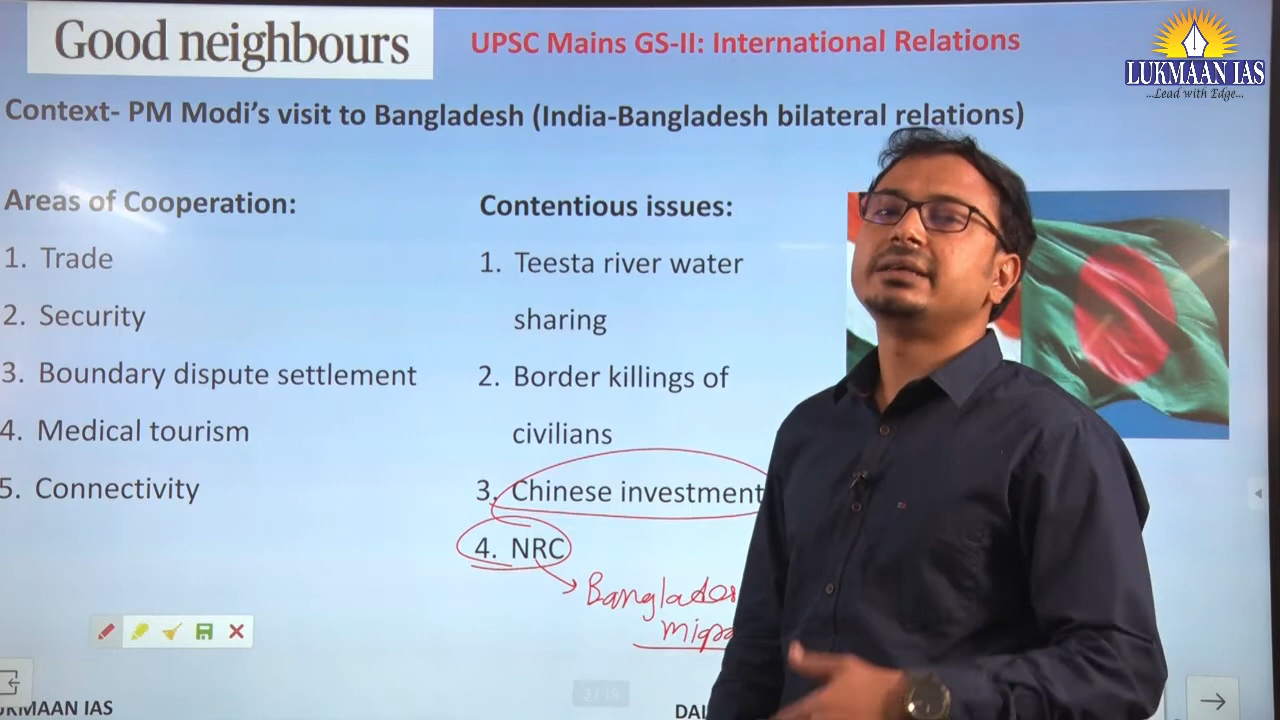 Good neighbours
UPSC Mains GS-II: International Relations
LUKMAAN IAS
...Lead with Edge...
Context- PM Modi's visit to Bangladesh (India-Bangladesh bilateral relations)
Areas of Cooperation:
1. Trade
2. Security
3. Boundary dispute settlement
4. Medical tourism
5. Connectivity
Contentious issues:
1. Teesta river water
sharing
2. Border killings of
civilians
3. Chinese investment
4. NRC
IAS